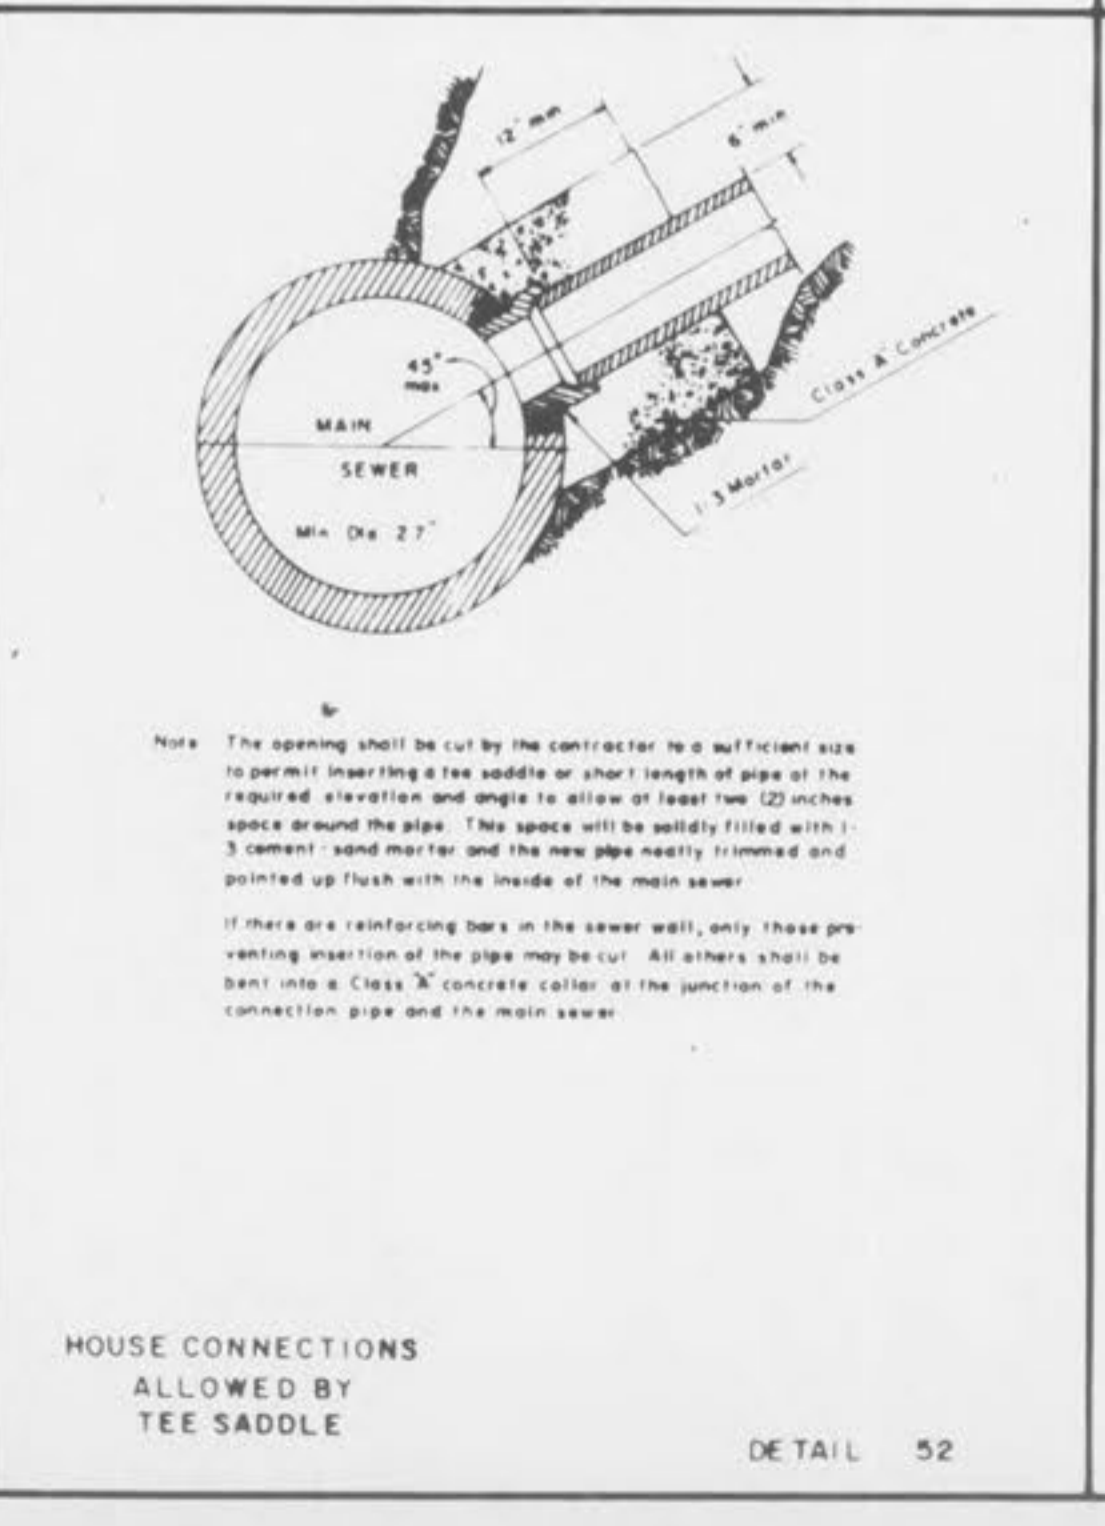 12" min
6" min
45°
max
MAIN
SEWER
Min Dia 27"
Class A Concrete
1-3 Mortar
Note The opening shall be cut by the contractor to a sufficient size
to permit inserting a tee saddle or short length of pipe at the
required elevation and angle to allow at least two (2) inches
space around the pipe. This space will be solidly filled with 1-
3 cement-sand mortar and the new pipe neatly trimmed and
pointed up flush with the inside of the main sewer
If there are reinforcing bars in the sewer wall, only those pre-
venting insertion of the pipe may be cut. All others shall be
bent into a Class "A" concrete collar at the junction of the
connection pipe and the main sewer
HOUSE CONNECTIONS
ALLOWED BY
TEE SADDLE
DETAIL 52